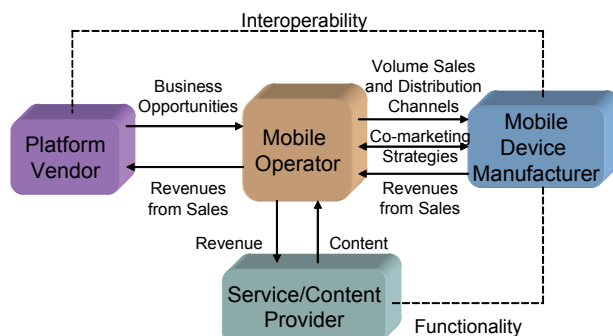 Interoperability
Business
Opportunities
Volume Sales
and Distribution
Channels
Platform
Vendor
Mobile
Operator
Co-marketing
Strategies
Mobile
Device
Manufacturer
Revenues
from Sales
Revenues
from Sales
Revenue
Content
Service/Content
Provider
Functionality